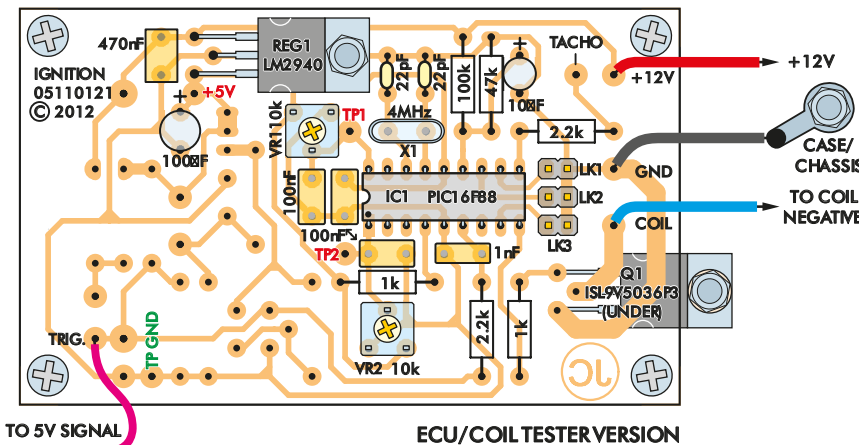 470nF
REG1
LM2940
IGNITION
05110121
© 2012
+5V
100µF
VR1 10k
TP1
4MHz
X1
22pF
22pF
100k
47k
10µF
TACHO
+12V
+12V
2.2k
CASE/
CHASSIS
GND
LK1
LK2
LK3
IC1 PIC16F88
100nF
100nF
TP2
1nF
TO COIL
NEGATIVE
COIL
Q1
ISL9V5036P3
(UNDER)
1k
2.2k
1k
VR2 10k
TRIG.
TP GND
JC
TO 5V SIGNAL
ECU/COIL TESTER VERSION